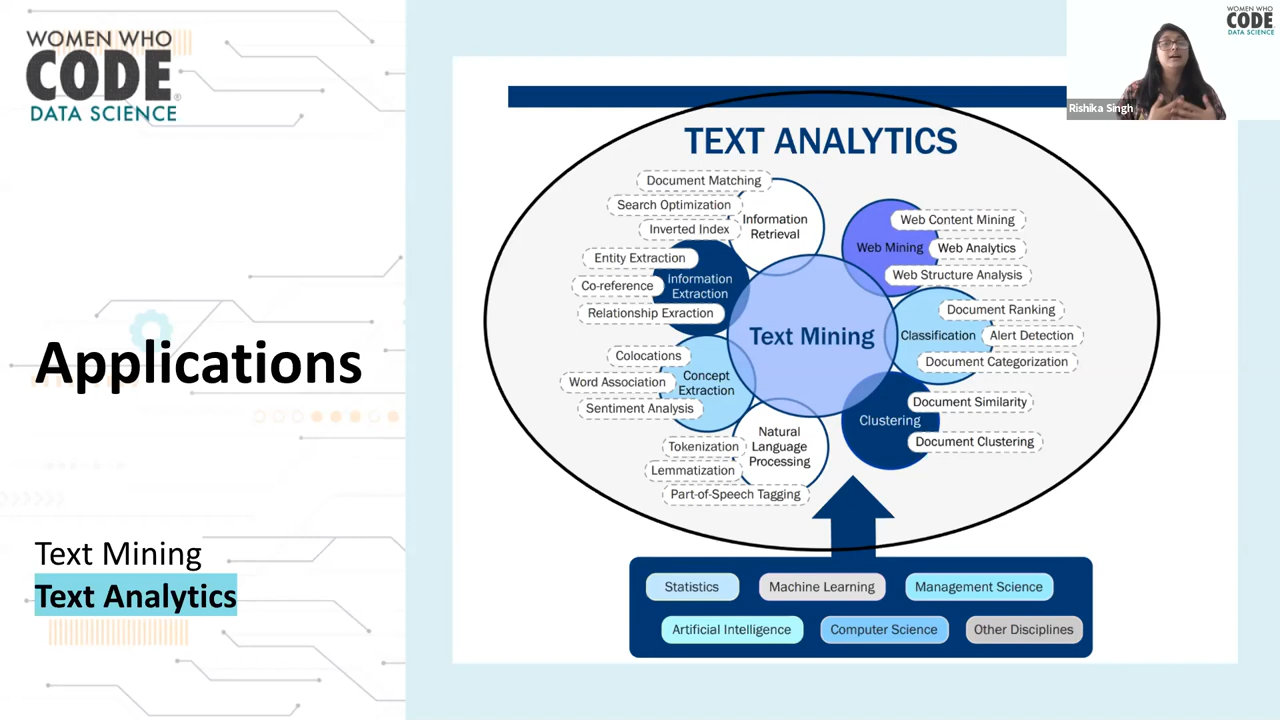 WOMEN WHO
CODE
DATA SCIENCE
Applications
Text Mining
Text Analytics
TEXT ANALYTICS
Document Matching
Search Optimization
Inverted Index
Information
Retrieval
Entity Extraction
Co-reference
Relationship Exraction
Information
Extraction
Colocations
Word Association
Sentiment Analysis
Concept
Extraction
Tokenization
Lemmatization
Part-of-Speech Tagging
Natural
Language
Processing
Text Mining
Web Mining
Web Content Mining
Web Analytics
Web Structure Analysis
Classification
Document Ranking
Alert Detection
Document Categorization
Clustering
Document Similarity
Document Clustering
Statistics
Machine Learning
Management Science
Artificial Intelligence
Computer Science
Other Disciplines
Rishika Singh
WOMEN WHO
CODE
DATA SCIENCE